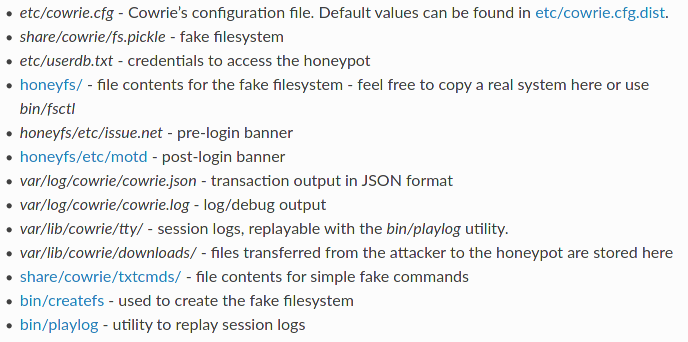 • etc/cowrie.cfg - Cowrie's configuration file. Default values can be found in etc/cowrie.cfg.dist.
• share/cowrie/fs.pickle - fake filesystem
• etc/userdb.txt - credentials to access the honeypot
• honeyfs/ - file contents for the fake filesystem - feel free to copy a real system here or use
bin/fsctl
• honeyfs/etc/issue.net - pre-login banner
• honeyfs/etc/motd - post-login banner
• var/log/cowrie/cowrie.json - transaction output in JSON format
• var/log/cowrie/cowrie.log - log/debug output
• var/lib/cowrie/tty/ - session logs, replayable with the bin/playlog utility.
• var/lib/cowrie/downloads/ - files transferred from the attacker to the honeypot are stored here
• share/cowrie/txtcmds/ - file contents for simple fake commands
• bin/createfs - used to create the fake filesystem
• bin/playlog - utility to replay session logs